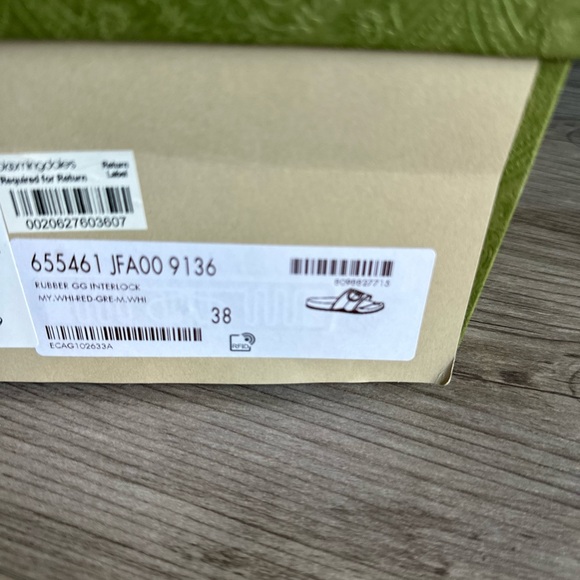 bloomingdales Return
Required for Return Label
0020627603607
655461 JFA00 9136
RUBBER GG INTERLOCK
MY.WHI-RED-GRE-M.WHI
38
ECAG102633A
RFID